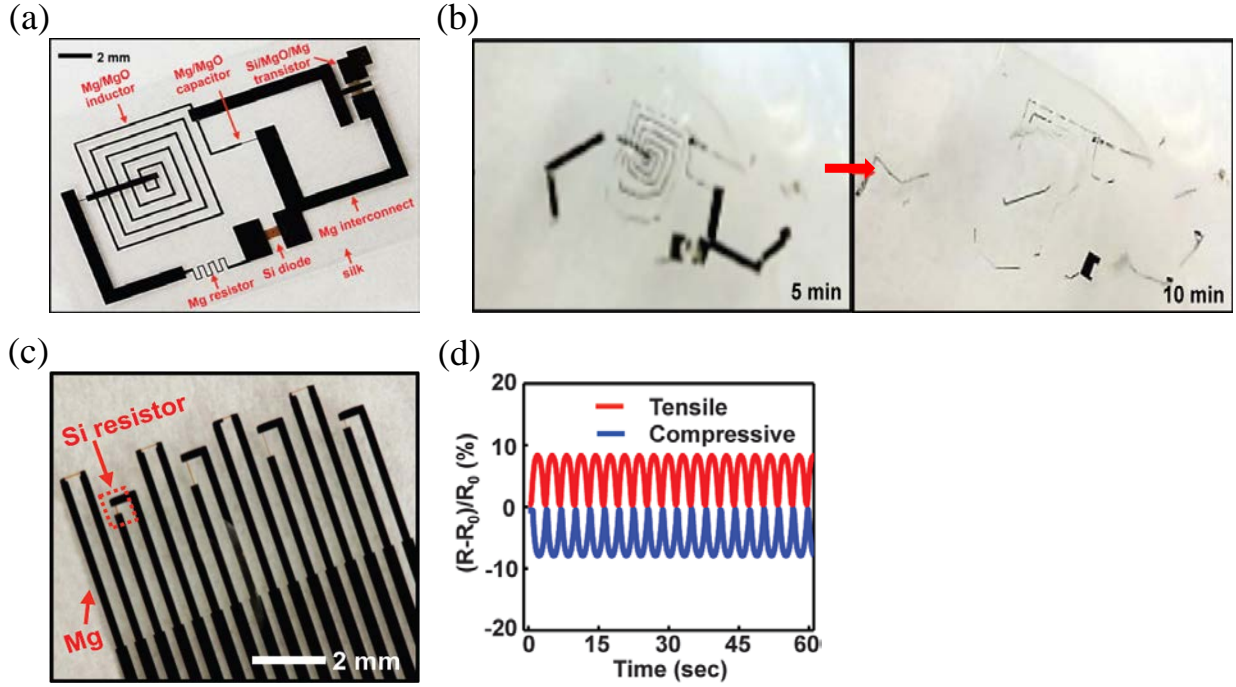 (a)
2 mm
Mg/MgO
inductor
Mg/MgO
capacitor
Si/MgO/Mg
transistor
Mg interconnect
Si diode
silk
Mg resistor
(b)
5 min
10 min
(c)
Si resistor
Mg
2 mm
(d)
20
10
0
-10
-20
(R-R₀)/R₀ (%)
Tensile
Compressive
0
15
30
45
60
Time (sec)